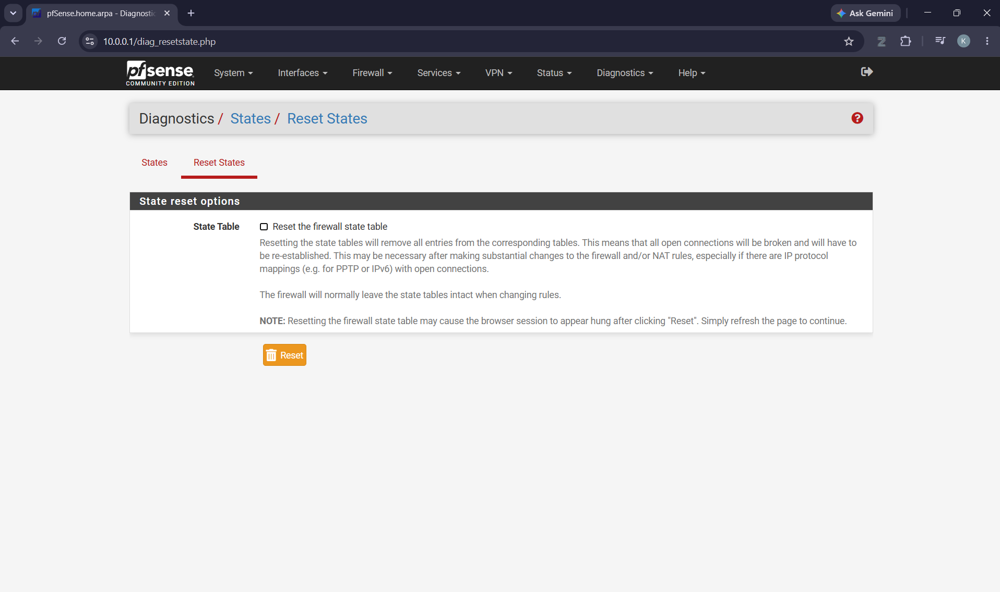 pfSense.home.arpa - Diagnostic
Ask Gemini
10.0.0.1/diag_resetstate.php
K
pfsense
COMMUNITY EDITION
System
Interfaces
Firewall
Services
VPN
Status
Diagnostics
Help
Diagnostics / States / Reset States
States
Reset States
State reset options
State Table
Reset the firewall state table
Resetting the state tables will remove all entries from the corresponding tables. This means that all open connections will be broken and will have to
be re-established. This may be necessary after making substantial changes to the firewall and/or NAT rules, especially if there are IP protocol
mappings (e.g. for PPTP or IPv6) with open connections.
The firewall will normally leave the state tables intact when changing rules.
NOTE: Resetting the firewall state table may cause the browser session to appear hung after clicking "Reset". Simply refresh the page to continue.
Reset